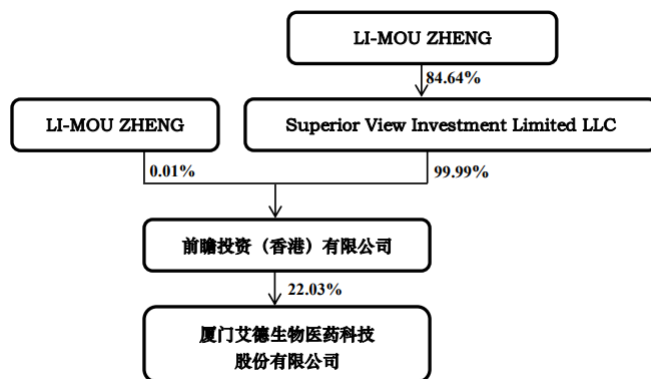 LI-MOU ZHENG
84.64%
LI-MOU ZHENG
Superior View Investment Limited LLC
0.01%
99.99%
前瞻投资（香港）有限公司
22.03%
厦门艾德生物医药科技
股份有限公司